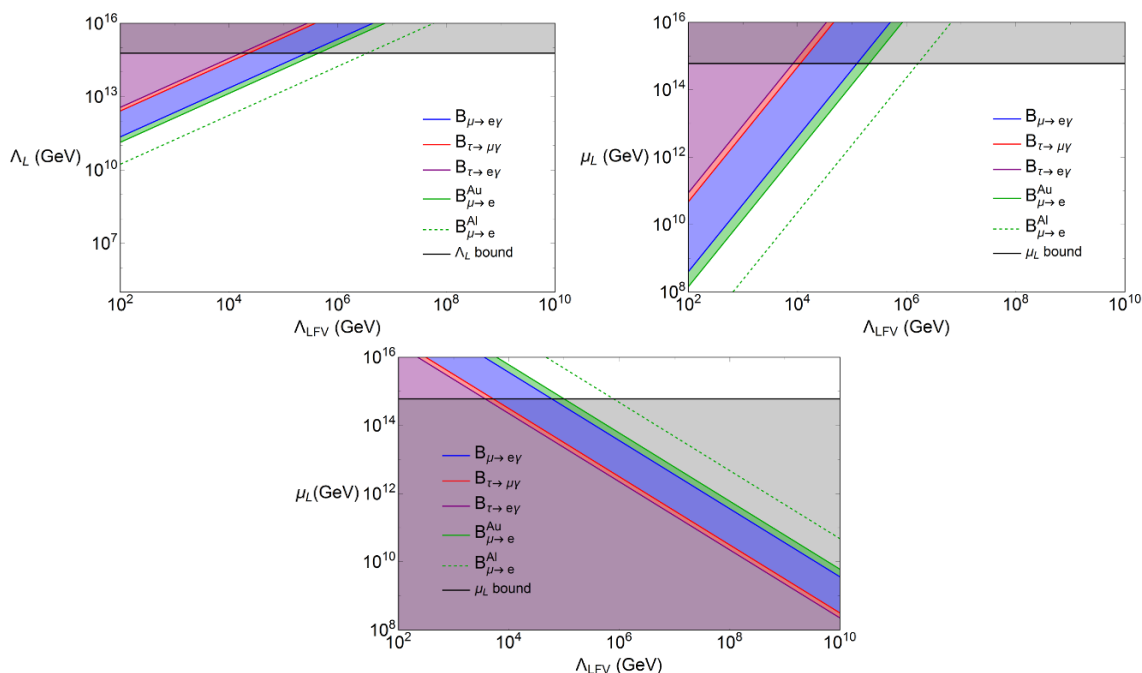 10^16
10^13
10^10
10^7
Λ_L (GeV)
B_μ→eγ
B_τ→μγ
B_τ→eγ
B^Au_μ→e
B^Al_μ→e
Λ_L bound
10^2 10^4 10^6 10^8 10^10
Λ_LFV (GeV)
10^16
10^14
10^12
10^10
10^8
μ_L (GeV)
B_μ→eγ
B_τ→μγ
B_τ→eγ
B^Au_μ→e
B^Al_μ→e
μ_L bound
10^2 10^4 10^6 10^8 10^10
Λ_LFV (GeV)
10^16
10^14
10^12
10^10
10^8
μ_L(GeV)
B_μ→eγ
B_τ→μγ
B_τ→eγ
B^Au_μ→e
B^Al_μ→e
μ_L bound
10^2 10^4 10^6 10^8 10^10
Λ_LFV (GeV)